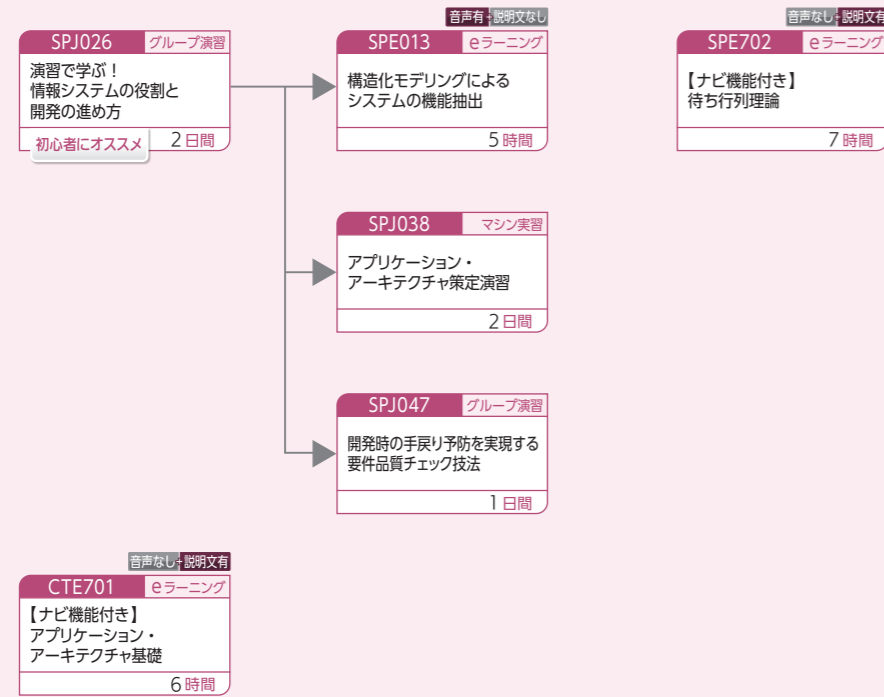 音声有+説明文なし
音声なし+説明文有
SPJ026 グループ演習
演習で学ぶ！
情報システムの役割と
開発の進め方
初心者にオススメ
2日間
SPE013 eラーニング
構造化モデリングによる
システムの機能抽出
5時間
SPE702 eラーニング
【ナビ機能付き】
待ち行列理論
7時間
SPJ038 マシン実習
アプリケーション・
アーキテクチャ策定演習
2日間
SPJ047 グループ演習
開発時の手戻り予防を実現する
要件品質チェック技法
1日間
音声なし+説明文有
CTE701 eラーニング
【ナビ機能付き】
アプリケーション・
アーキテクチャ基礎
6時間